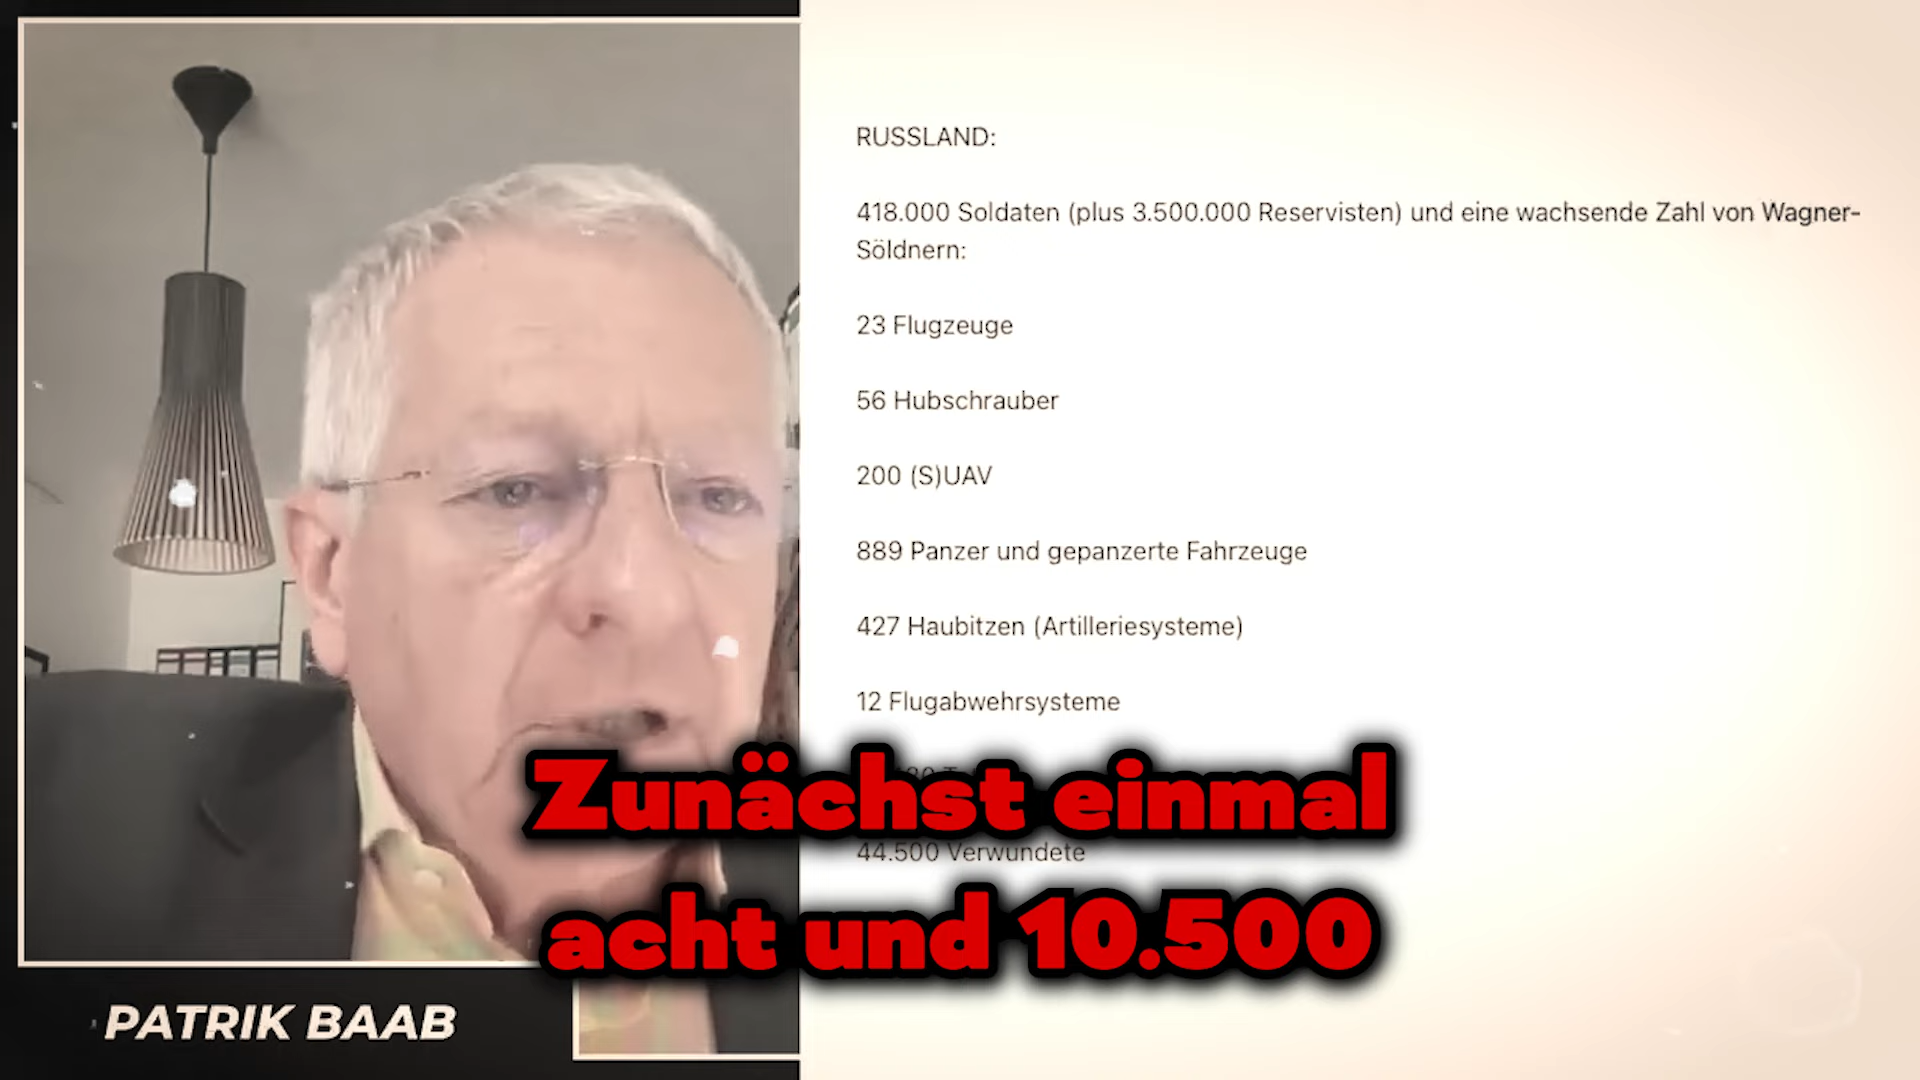 RUSSLAND:
418.000 Soldaten (plus 3.500.000 Reservisten) und eine wachsende Zahl von Wagner-
Söldnern:
23 Flugzeuge
56 Hubschrauber
200 (S)UAV
889 Panzer und gepanzerte Fahrzeuge
427 Haubitzen (Artilleriesysteme)
12 Flugabwehrsysteme
44.500 Verwundete
Zunächst einmal
acht und 10.500
PATRIK BAAB